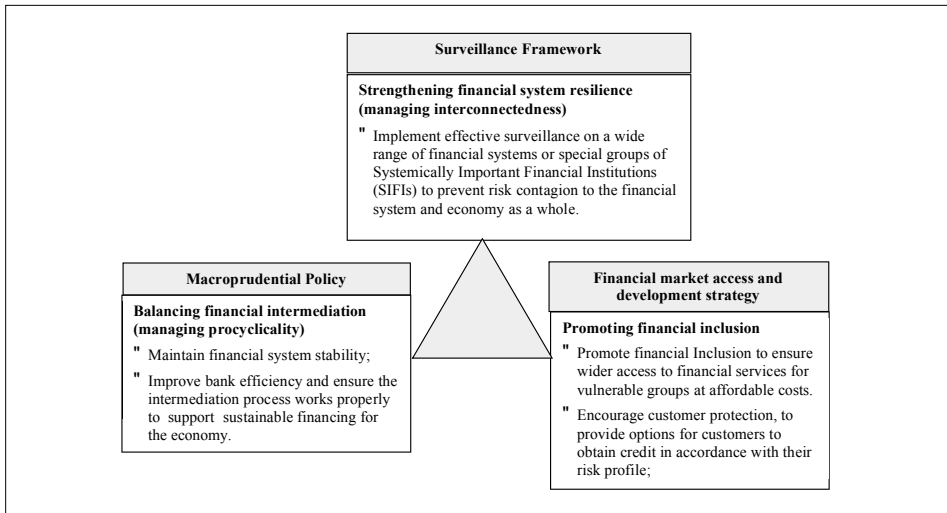 Surveillance Framework
Strengthening financial system resilience
(managing interconnectedness)
" Implement effective surveillance on a wide
range of financial systems or special groups of
Systemically Important Financial Institutions
(SIFIs) to prevent risk contagion to the financial
system and economy as a whole.
Macroprudential Policy
Balancing financial intermediation
(managing procyclicality)
" Maintain financial system stability;
" Improve bank efficiency and ensure the
intermediation process works properly
to support sustainable financing for
the economy.
Financial market access and
development strategy
Promoting financial inclusion
" Promote financial Inclusion to ensure
wider access to financial services for
vulnerable groups at affordable costs.
" Encourage customer protection, to
provide options for customers to
obtain credit in accordance with their
risk profile;